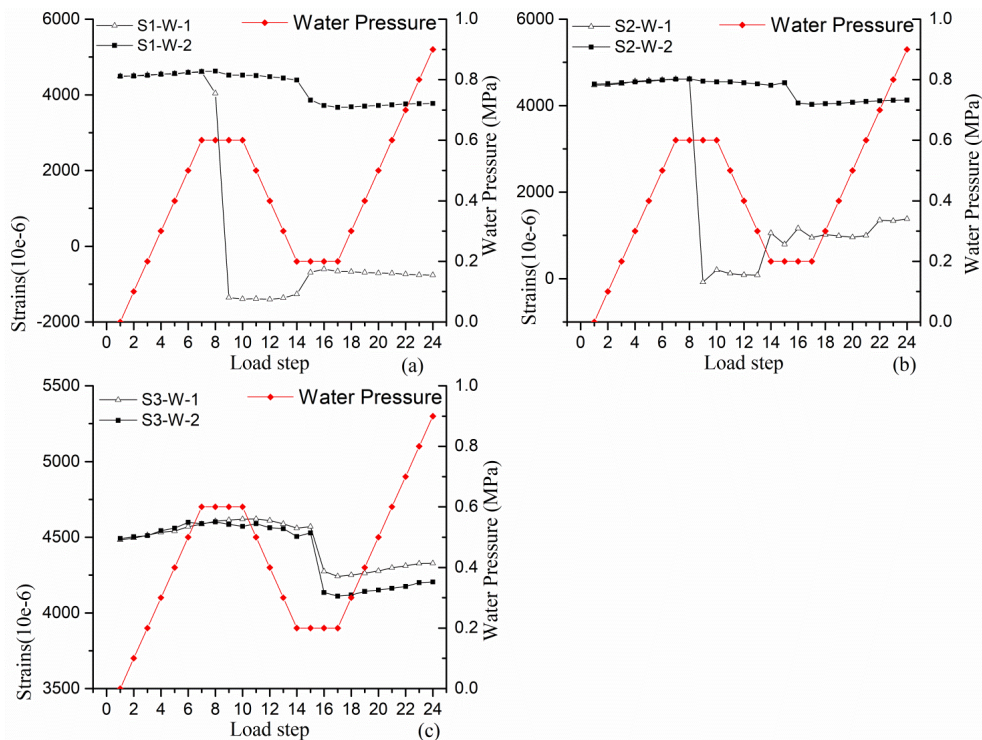 S1-W-1
S1-W-2
Water Pressure
6000
4000
2000
0
-2000
1.0
0.8
0.6
0.4
0.2
0.0
0 2 4 6 8 10 12 14 16 18 20 22 24
Strains(10e-6)
Water Pressure (MPa)
Load step
(a)
S2-W-1
S2-W-2
Water Pressure
6000
4000
2000
0
1.0
0.8
0.6
0.4
0.2
0.0
0 2 4 6 8 10 12 14 16 18 20 22 24
Strains(10e-6)
Water Pressure (MPa)
Load step
(b)
S3-W-1
S3-W-2
Water Pressure
5500
5000
4500
4000
3500
1.0
0.8
0.6
0.4
0.2
0.0
0 2 4 6 8 10 12 14 16 18 20 22 24
Strains(10e-6)
Water Pressure (MPa)
Load step
(c)